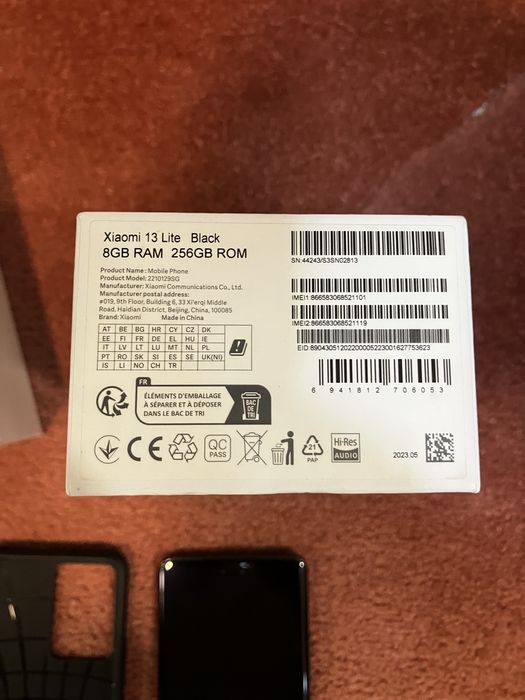 Xiaomi 13 Lite Black
8GB RAM 256GB ROM
Product Name: Mobile Phone
Product Model: 2210129SG
Manufacturer: Xiaomi Communications Co., Ltd.
Manufacturer postal address:
#019, 9th Floor, Building 6, 33 Xi'erqi Middle
Road, Haidian District, Beijing, China, 100085
Brand: Xiaomi Made in China
AT BE BG HR CY CZ DK
EE FI FR DE EL HU IE
IT LV LT LU MT NL PL
PT RO SK SI ES SE UK(NI)
IS LI NO CH TR
FR
ÉLÉMENTS D'EMBALLAGE
À SÉPARER ET À DÉPOSER
DANS LE BAC DE TRI
BAC
DE
TRI
CE
QC
PASS
21
PAP
Hi-Res
AUDIO
SN:44243/S3SN02813
IMEI1:866583068521101
IMEI2:866583068521119
EID:89043051202200005223001627753623
6 941812 706053
2023.05